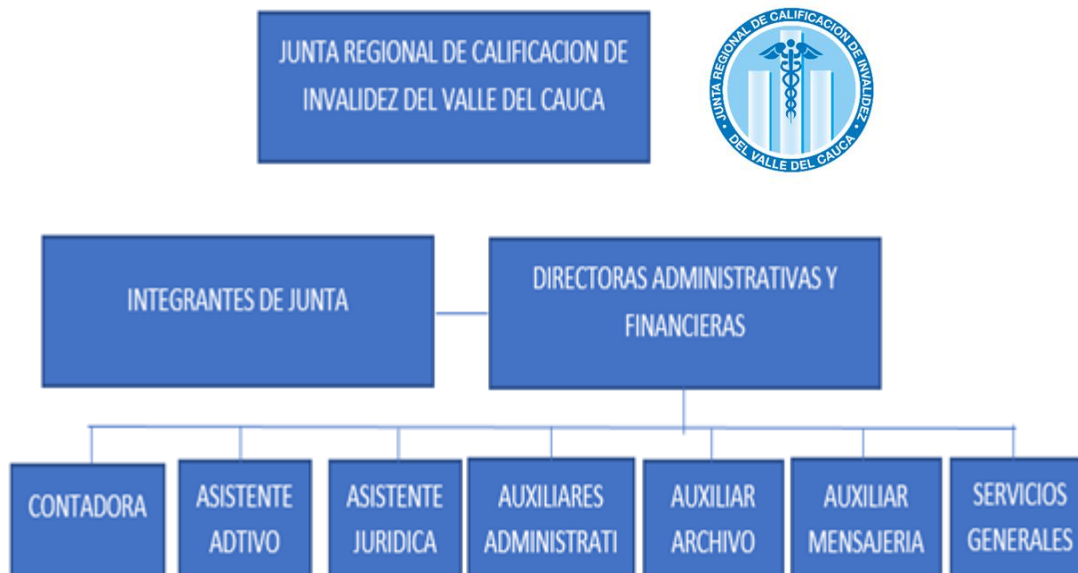 JUNTA REGIONAL DE CALIFICACION DE
INVALIDEZ DEL VALLE DEL CAUCA
JUNTA REGIONAL DE CALIFICACION DE INVALIDEZ
DEL VALLE DEL CAUCA
INTEGRANTES DE JUNTA
DIRECTORAS ADMINISTRATIVAS Y
FINANCIERAS
CONTADORA
ASISTENTE
ADTIVO
ASISTENTE
JURIDICA
AUXILIARES
ADMINISTRATI
AUXILIAR
ARCHIVO
AUXILIAR
MENSAJERIA
SERVICIOS
GENERALES